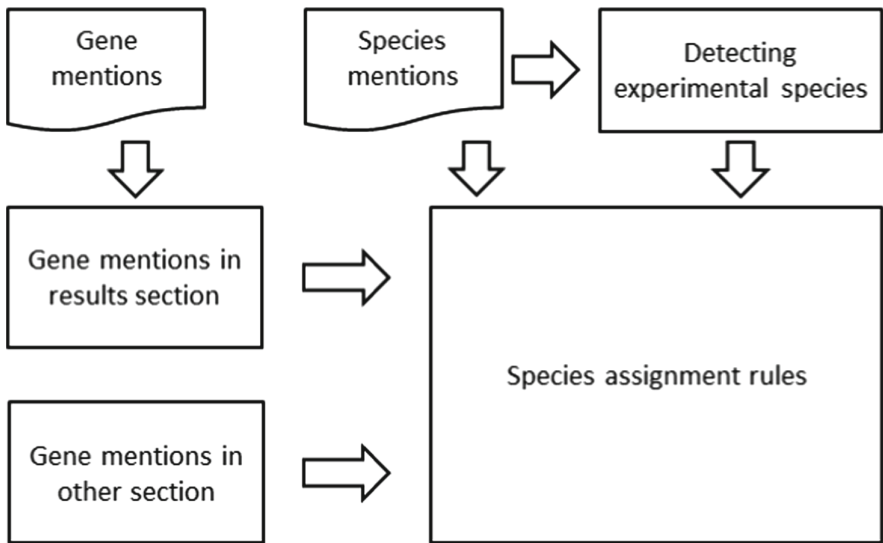 Gene
mentions
Species
mentions
Detecting
experimental species
Gene mentions in
results section
Species assignment rules
Gene mentions in
other section